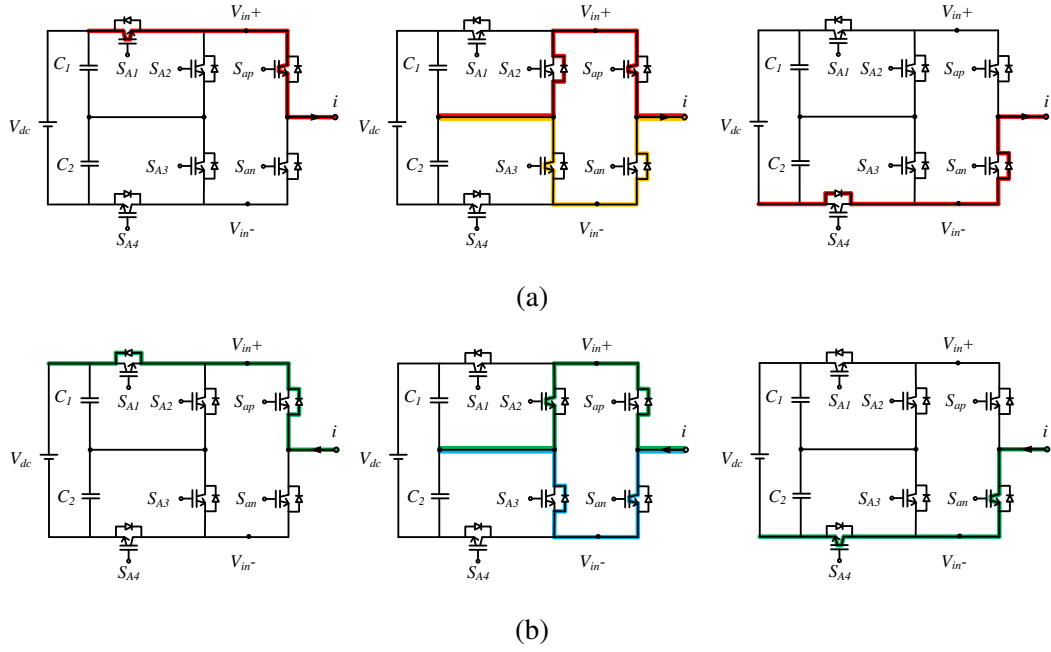 V_in+ V_in+ V_in+
C_1 S_A1 S_A2 S_ap C_1 S_A1 S_A2 S_ap C_1 S_A1 S_A2 S_ap
i i i
V_dc V_dc V_dc
C_2 S_A3 S_an C_2 S_A3 S_an C_2 S_A3 S_an
S_A4 V_in- S_A4 V_in- S_A4 V_in-
(a)
V_in+ V_in+ V_in+
C_1 S_A1 S_A2 S_ap C_1 S_A1 S_A2 S_ap C_1 S_A1 S_A2 S_ap
i i i
V_dc V_dc V_dc
C_2 S_A3 S_an C_2 S_A3 S_an C_2 S_A3 S_an
S_A4 V_in- S_A4 V_in- S_A4 V_in-
(b)